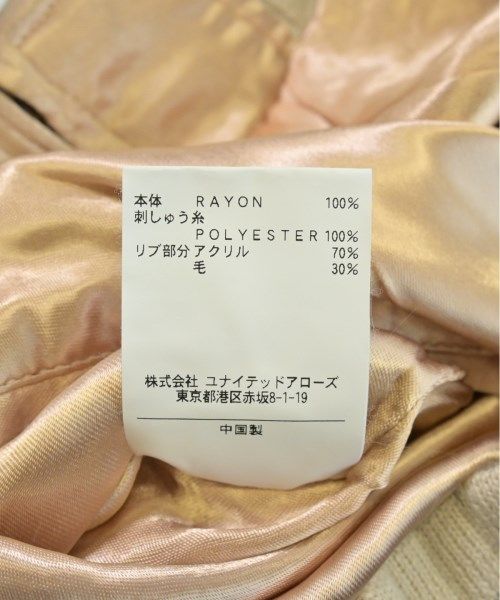 本体 RAYON 100%
刺しゅう糸
POLYESTER 100%
リブ部分 アクリル 70%
毛 30%
株式会社 ユナイテッドアローズ
東京都港区赤坂8-1-19
中国製